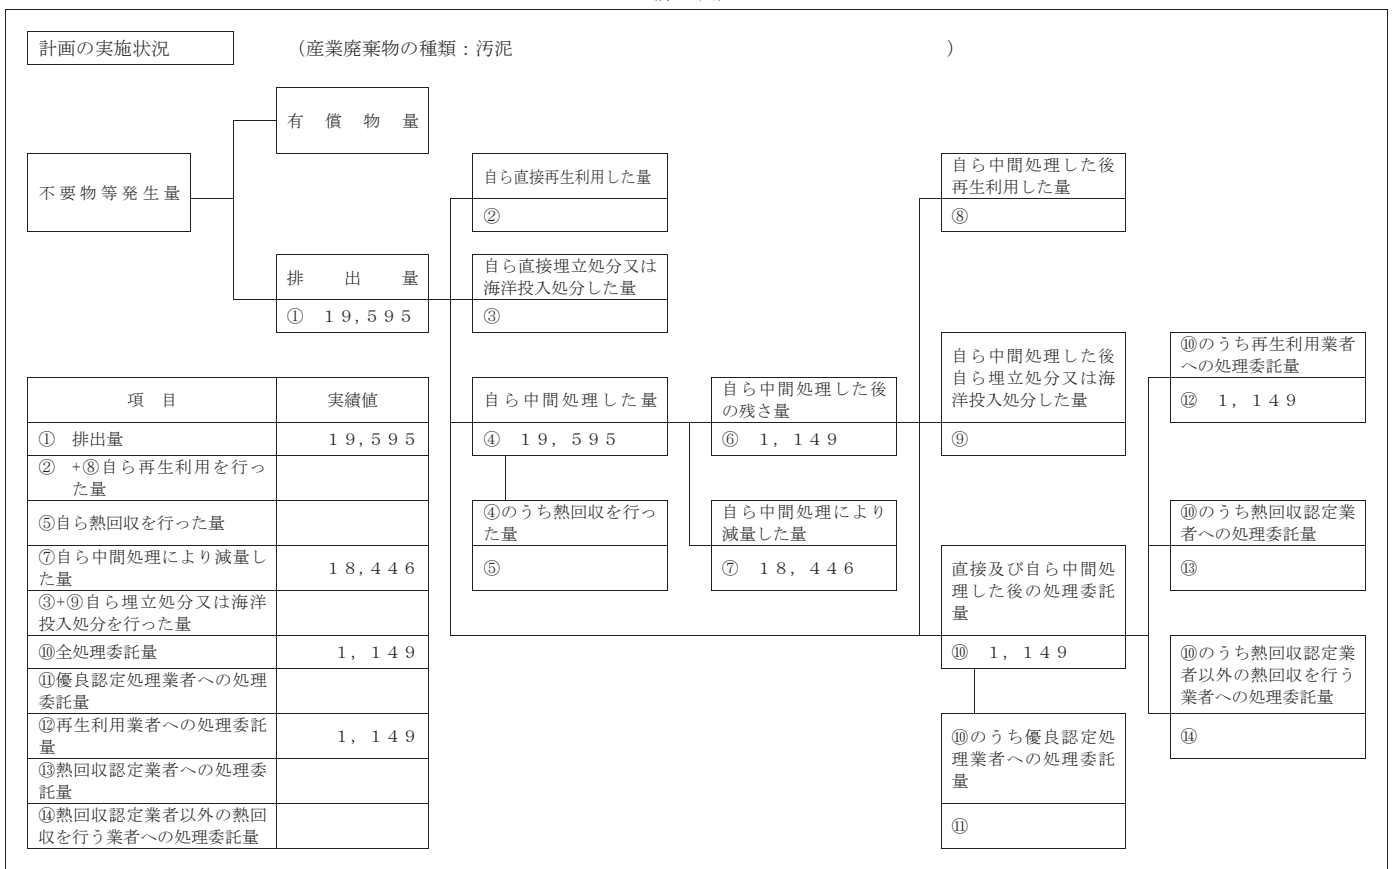 計画の実施状況
（産業廃棄物の種類：汚泥　）
有償物量
不要物等発生量
排出量
① 19,595
自ら直接再生利用した量
②
自ら直接埋立処分又は
海洋投入処分した量
③
自ら中間処理した量
④ 19, 595
④のうち熱回収を行っ
た量
⑤
自ら中間処理した後
の残さ量
⑥ 1, 149
自ら中間処理により
減量した量
⑦ 18, 446
自ら中間処理した後
再生利用した量
⑧
自ら中間処理した後
自ら埋立処分又は海
洋投入処分した量
⑨
直接及び自ら中間処
理した後の処理委託
量
⑩ 1, 149
⑩のうち優良認定処
理業者への処理委託
量
⑪
⑩のうち再生利用業者
への処理委託量
⑫ 1, 149
⑩のうち熱回収認定業
者への処理委託量
⑬
⑩のうち熱回収認定業
者以外の熱回収を行う
業者への処理委託量
⑭
項　目 実績値
① 排出量 19,595
② +⑧自ら再生利用を行っ
た量
⑤自ら熱回収を行った量
⑦自ら中間処理により減量し
た量 18,446
③+⑨自ら埋立処分又は海洋
投入処分を行った量
⑩全処理委託量 1, 149
⑪優良認定処理業者への処理
委託量
⑫再生利用業者への処理委託
量 1, 149
⑬熱回収認定業者への処理委
託量
⑭熱回収認定業者以外の熱回
収を行う業者への処理委託量